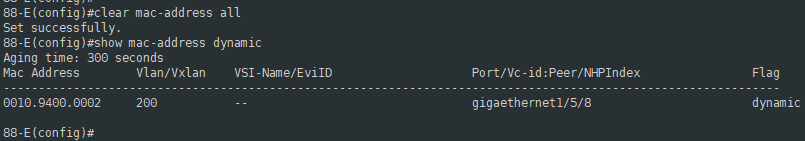 88-E(config)#
88-E(config)#clear mac-address all
Set successfully.
88-E(config)#show mac-address dynamic
Aging time: 300 seconds
Mac Address Vlan/Vxlan VSI-Name/EviID Port/Vc-id:Peer/NHPIndex Flag
----------------------------------------------------------------------------------------------------
0010.9400.0002 200 -- gigaethernet1/5/8 dynamic
88-E(config)#